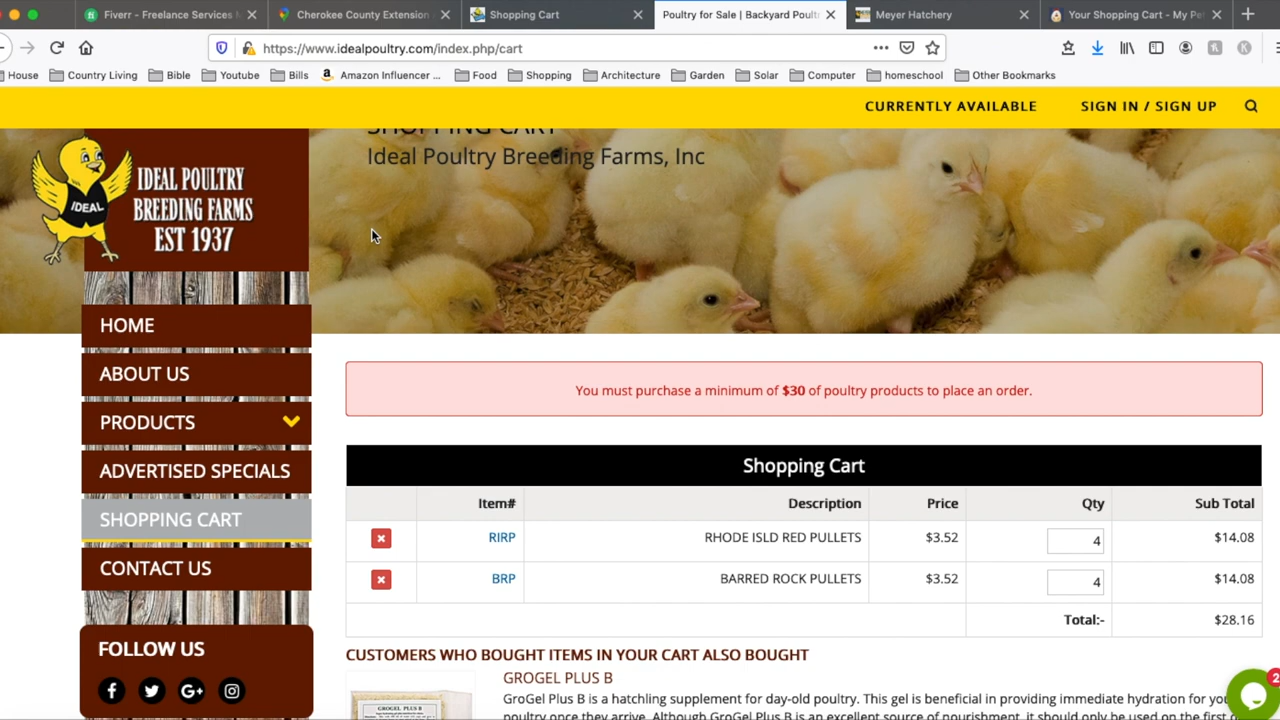 Fiverr - Freelance Services
Cherokee County Extension
Shopping Cart
Poultry for Sale | Backyard Poult
Meyer Hatchery
Your Shopping Cart - My Pe
https://www.idealpoultry.com/index.php/cart
House
Country Living
Bible
Youtube
Bills
Amazon Influencer ...
Food
Shopping
Architecture
Garden
Solar
Computer
homeschool
Other Bookmarks
CURRENTLY AVAILABLE
SIGN IN / SIGN UP
SHOPPING CART
Ideal Poultry Breeding Farms, Inc
IDEAL
IDEAL POULTRY
BREEDING FARMS
EST 1937
HOME
ABOUT US
PRODUCTS
ADVERTISED SPECIALS
SHOPPING CART
CONTACT US
FOLLOW US
You must purchase a minimum of $30 of poultry products to place an order.
Shopping Cart
Item# Description Price Qty Sub Total
RIRP RHODE ISLD RED PULLETS $3.52 4 $14.08
BRP BARRED ROCK PULLETS $3.52 4 $14.08
Total:- $28.16
CUSTOMERS WHO BOUGHT ITEMS IN YOUR CART ALSO BOUGHT
GROGEL PLUS B
GroGel Plus B is a hatchling supplement for day-old poultry. This gel is beneficial in providing immediate hydration for
poultry once they arrive. Although GroGel Plus B is an excellent source of nourishment, it should only be used on the first
GROGEL PLUS B
2